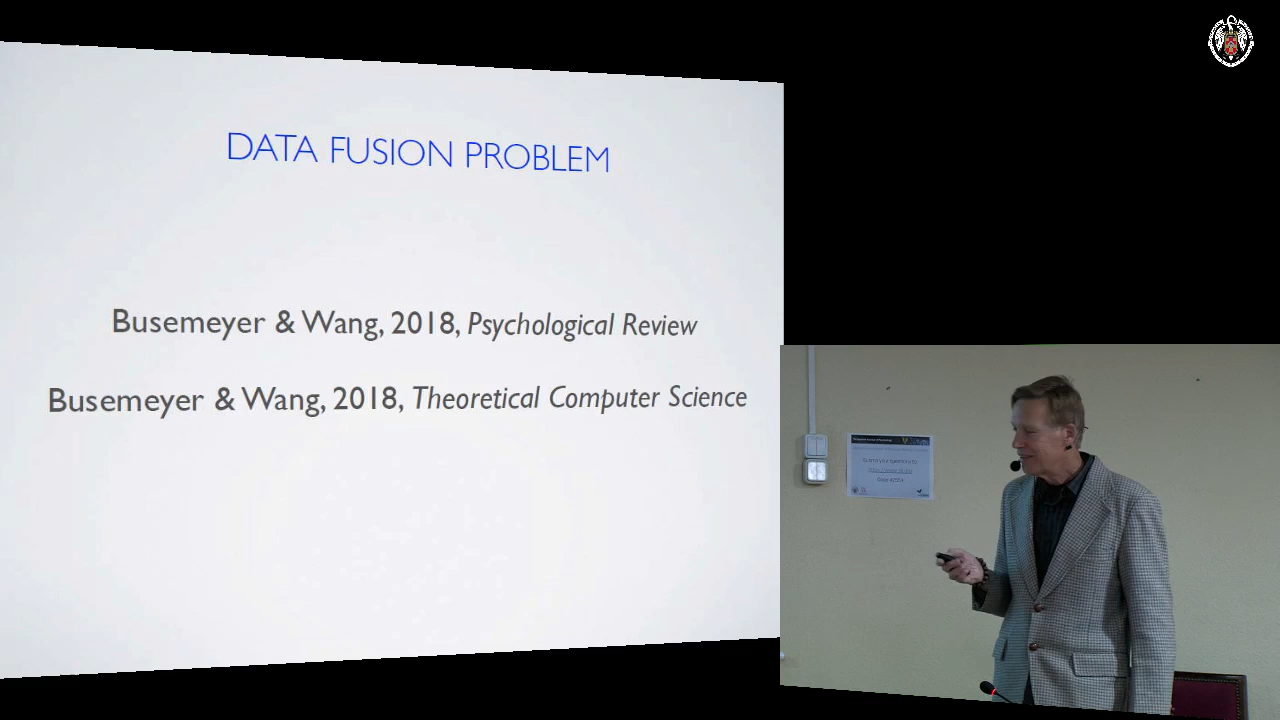 DATA FUSION PROBLEM
Busemeyer & Wang, 2018, Psychological Review
Busemeyer & Wang, 2018, Theoretical Computer Science